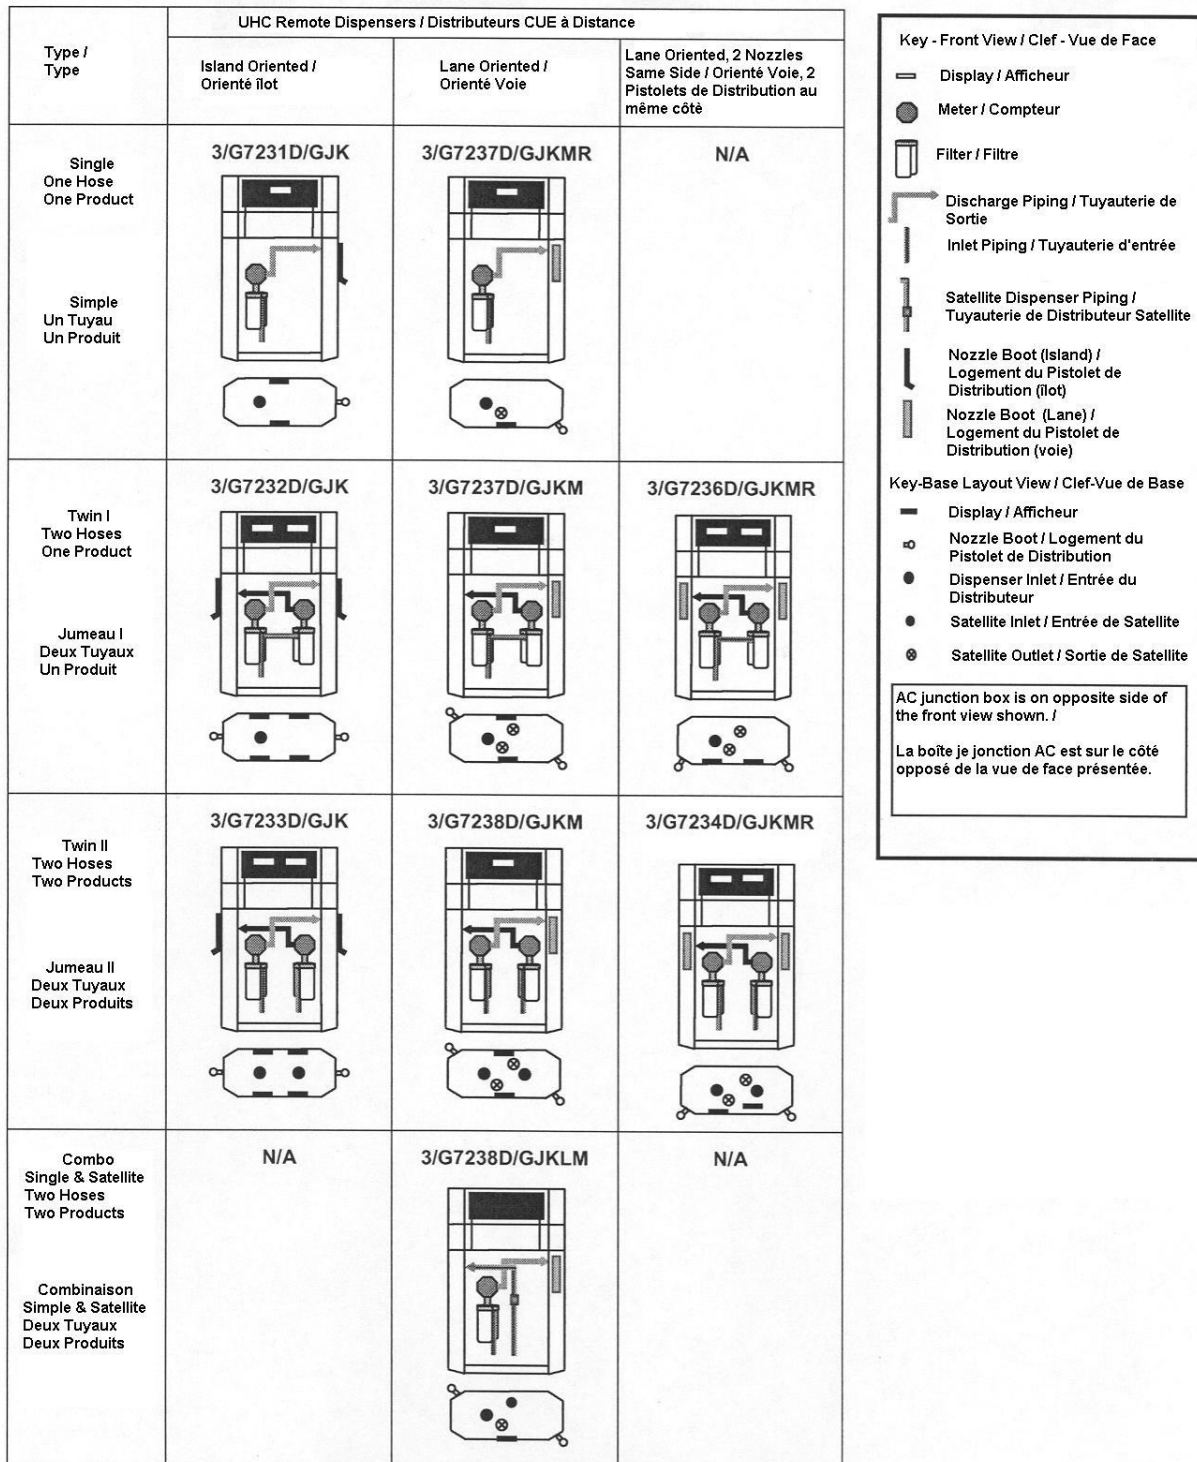 UHC Remote Dispensers / Distributeurs CUE à Distance
Type /
Type
Island Oriented /
Orienté îlot
Lane Oriented /
Orienté Voie
Lane Oriented, 2 Nozzles
Same Side / Orienté Voie, 2
Pistolets de Distribution au
même côtè
Single
One Hose
One Product
Simple
Un Tuyau
Un Produit
3/G7231D/GJK
3/G7237D/GJKMR
N/A
Twin I
Two Hoses
One Product
Jumeau I
Deux Tuyaux
Un Produit
3/G7232D/GJK
3/G7237D/GJKM
3/G7236D/GJKMR
Twin II
Two Hoses
Two Products
Jumeau II
Deux Tuyaux
Deux Produits
3/G7233D/GJK
3/G7238D/GJKM
3/G7234D/GJKMR
Combo
Single & Satellite
Two Hoses
Two Products
Combinaison
Simple & Satellite
Deux Tuyaux
Deux Produits
N/A
3/G7238D/GJKLM
N/A
Key - Front View / Clef - Vue de Face
Display / Afficheur
Meter / Compteur
Filter / Filtre
Discharge Piping / Tuyauterie de
Sortie
Inlet Piping / Tuyauterie d'entrée
Satellite Dispenser Piping /
Tuyauterie de Distributeur Satellite
Nozzle Boot (Island) /
Logement du Pistolet de
Distribution (îlot)
Nozzle Boot (Lane) /
Logement du Pistolet de
Distribution (voie)
Key-Base Layout View / Clef-Vue de Base
Display / Afficheur
Nozzle Boot / Logement du
Pistolet de Distribution
Dispenser Inlet / Entrée du
Distributeur
Satellite Inlet / Entrée de Satellite
Satellite Outlet / Sortie de Satellite
AC junction box is on opposite side of
the front view shown. /
La boîte je jonction AC est sur le côté
opposé de la vue de face présentée.